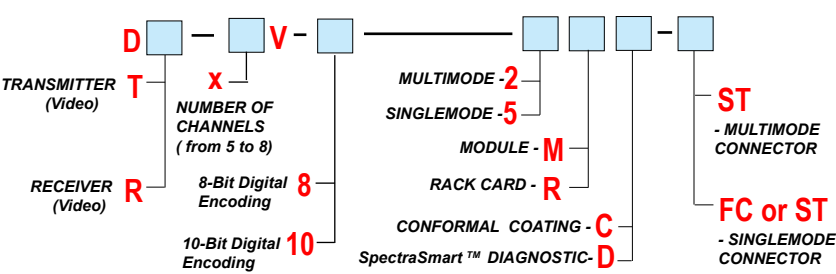 D
V
TRANSMITTER
(Video)
T
RECEIVER
(Video)
R
x
NUMBER OF
CHANNELS
( from 5 to 8)
8-Bit Digital
Encoding
8
10-Bit Digital
Encoding
10
MULTIMODE -2
SINGLEMODE -5
MODULE - M
RACK CARD - R
CONFORMAL COATING - C
SpectraSmart ™ DIAGNOSTIC- D
ST
- MULTIMODE
CONNECTOR
FC or ST
- SINGLEMODE
CONNECTOR